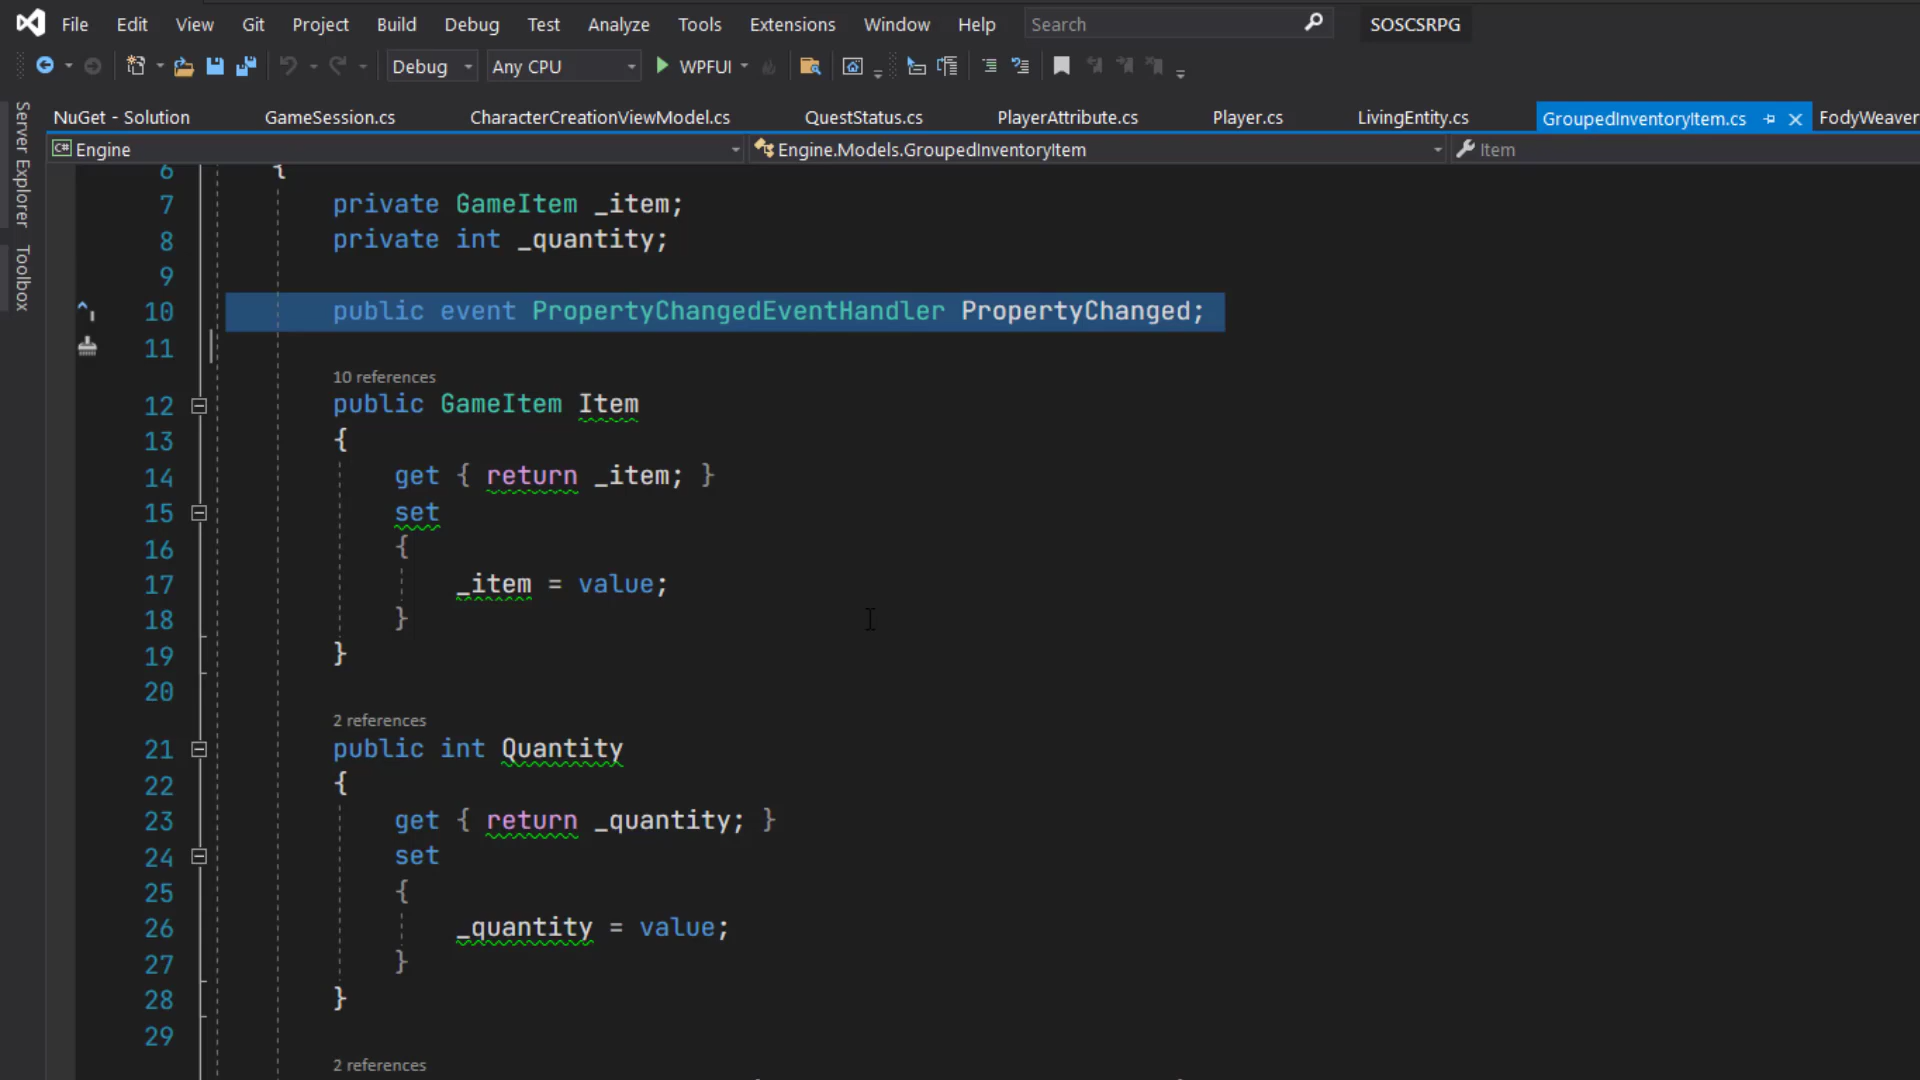 File Edit View Git Project Build Debug Test Analyze Tools Extensions Window Help Search SOSCSRPG
Debug Any CPU WPFUI
NuGet - Solution GameSession.cs CharacterCreationViewModel.cs QuestStatus.cs PlayerAttribute.cs Player.cs LivingEntity.cs GroupedInventoryItem.cs FodyWeaver
Engine Engine.Models.GroupedInventoryItem Item
Server Explorer
Toolbox
6 {
7 private GameItem _item;
8 private int _quantity;
9
10 public event PropertyChangedEventHandler PropertyChanged;
11
10 references
12 public GameItem Item
13 {
14 get { return _item; }
15 set
16 {
17 _item = value;
18 }
19 }
20
2 references
21 public int Quantity
22 {
23 get { return _quantity; }
24 set
25 {
26 _quantity = value;
27 }
28 }
29
2 references